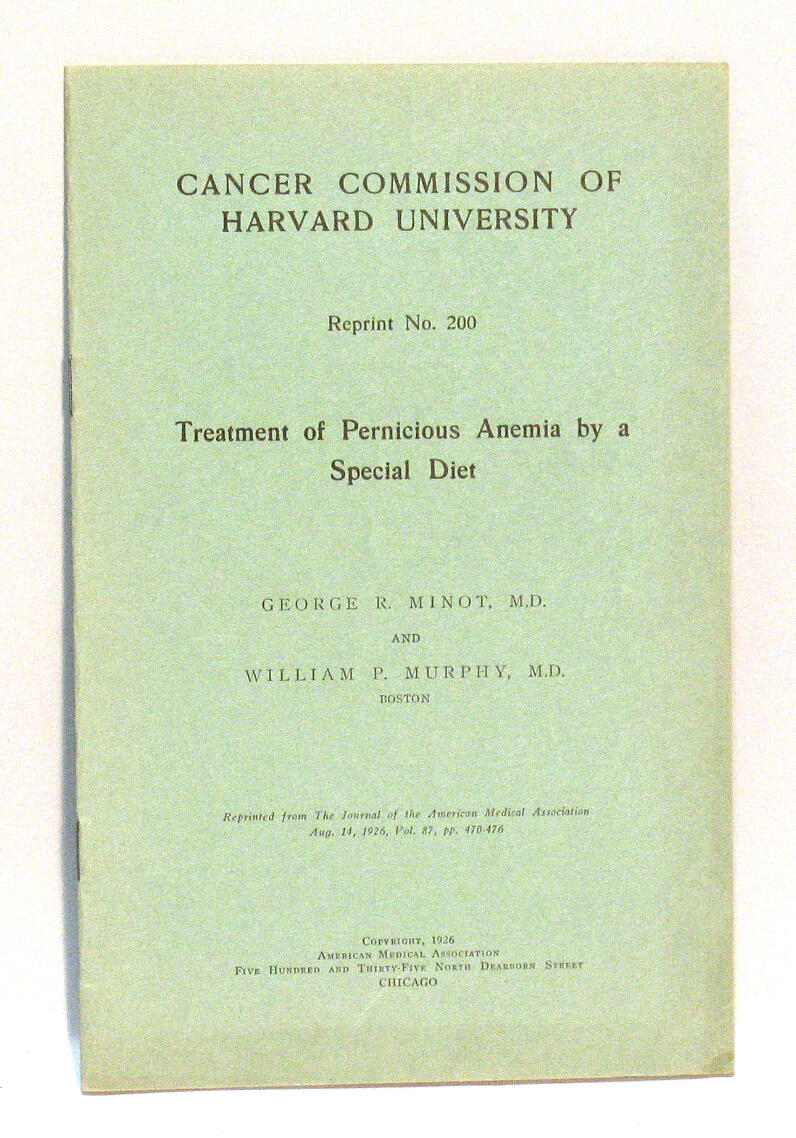 CANCER COMMISSION OF
HARVARD UNIVERSITY
Reprint No. 200
Treatment of Pernicious Anemia by a
Special Diet
GEORGE R. MINOT, M.D.
AND
WILLIAM P. MURPHY, M.D.
BOSTON
Reprinted from The Journal of the American Medical Association
Aug. 14, 1926, Vol. 87, pp. 470-476
COPYRIGHT, 1926
AMERICAN MEDICAL ASSOCIATION
FIVE HUNDRED AND THIRTY-FIVE NORTH DEARBORN STREET
CHICAGO